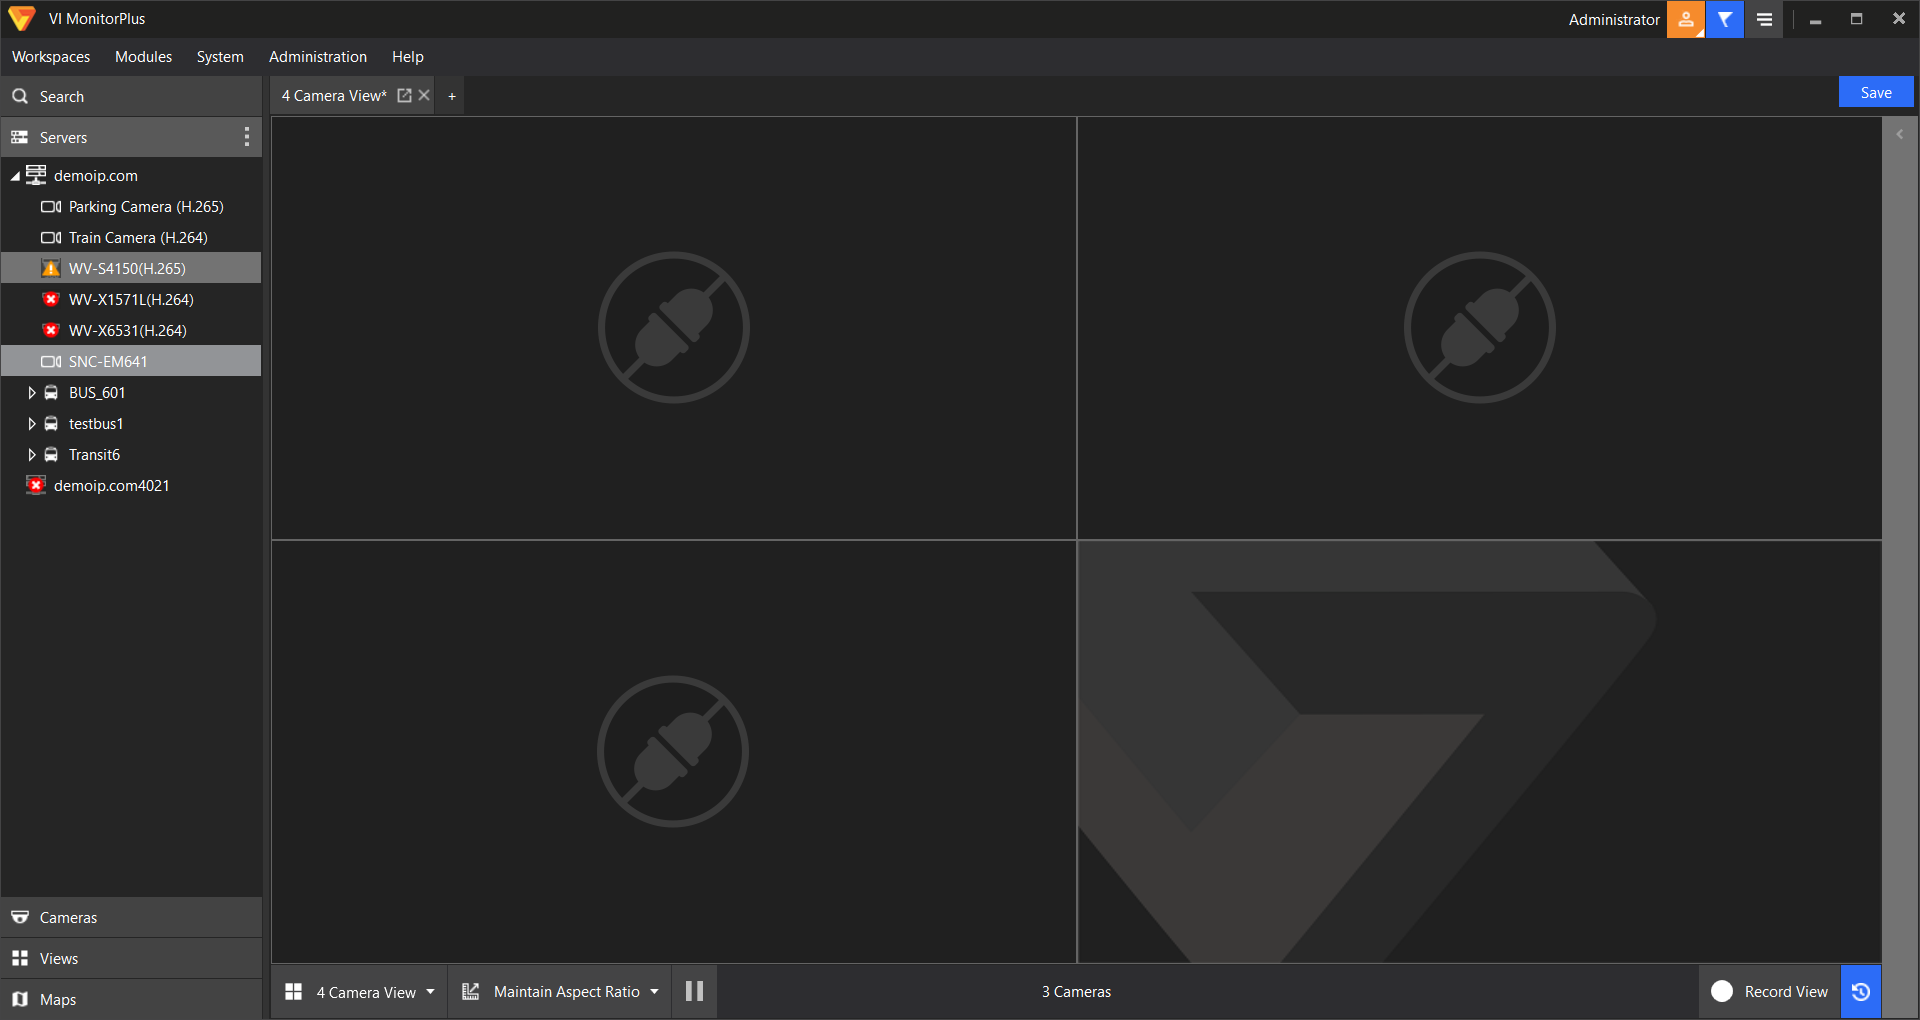 VI MonitorPlus
Administrator
Workspaces Modules System Administration Help
Search
4 Camera View*
+
Save
Servers
demoip.com
Parking Camera (H.265)
Train Camera (H.264)
WV-S4150(H.265)
WV-X1571L(H.264)
WV-X6531(H.264)
SNC-EM641
BUS_601
testbus1
Transit6
demoip.com4021
Cameras
Views
Maps
4 Camera View
Maintain Aspect Ratio
3 Cameras
Record View